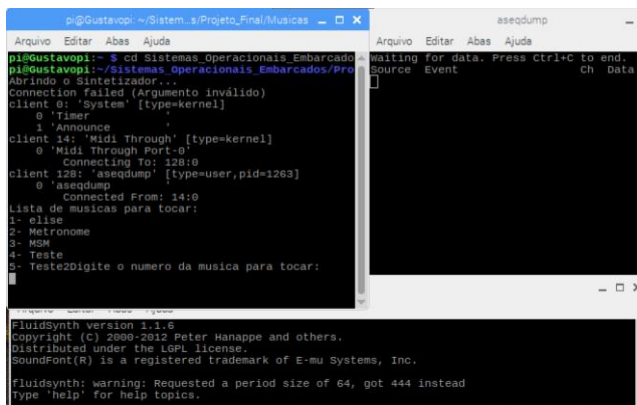 pi@Gustavopi: ~/Sistem...s/Projeto_Final/Musicas
Arquivo Editar Abas Ajuda
pi@Gustavopi:~ $ cd Sistemas_Operacionais_Embarcado
pi@Gustavopi:~/Sistemas_Operacionais_Embarcados/Pro
Abrindo o Sintetizador...
Connection failed (Argumento inválido)
client 0: 'System' [type=kernel]
0 'Timer '
1 'Announce '
client 14: 'Midi Through' [type=kernel]
0 'Midi Through Port-0'
Connecting To: 128:0
client 128: 'aseqdump' [type=user,pid=1263]
0 'aseqdump '
Connected From: 14:0
Lista de musicas para tocar:
1- elise
2- Metronome
3- MSM
4- Teste
5- Teste2Digite o numero da musica para tocar:
aseqdump
Arquivo Editar Abas Ajuda
Waiting for data. Press Ctrl+C to end.
Source Event Ch Data
FluidSynth version 1.1.6
Copyright (C) 2000-2012 Peter Hanappe and others.
Distributed under the LGPL license.
SoundFont(R) is a registered trademark of E-mu Systems, Inc.
fluidsynth: warning: Requested a period size of 64, got 444 instead
Type 'help' for help topics.